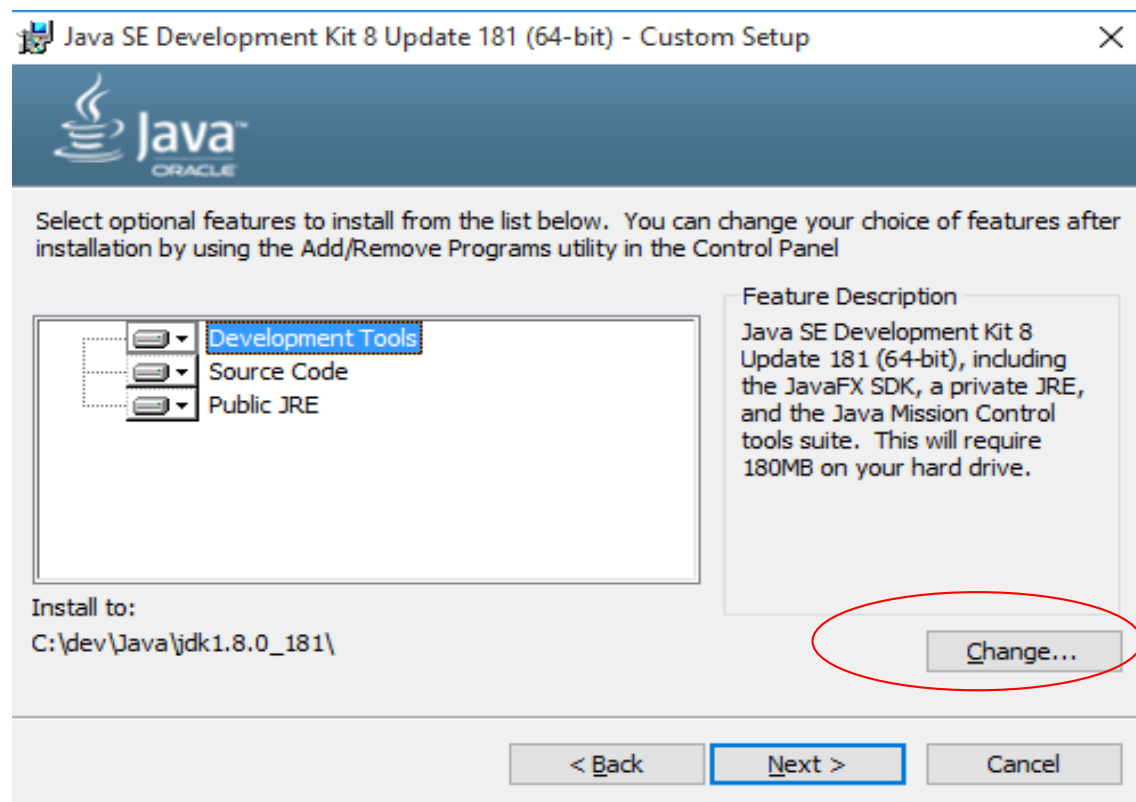 Java SE Development Kit 8 Update 181 (64-bit) - Custom Setup
Java™
ORACLE
Select optional features to install from the list below.  You can change your choice of features after
installation by using the Add/Remove Programs utility in the Control Panel
Development Tools
Source Code
Public JRE
Feature Description
Java SE Development Kit 8
Update 181 (64-bit), including
the JavaFX SDK, a private JRE,
and the Java Mission Control
tools suite.  This will require
180MB on your hard drive.
Install to:
C:\dev\Java\jdk1.8.0_181\
Change...
< Back
Next >
Cancel